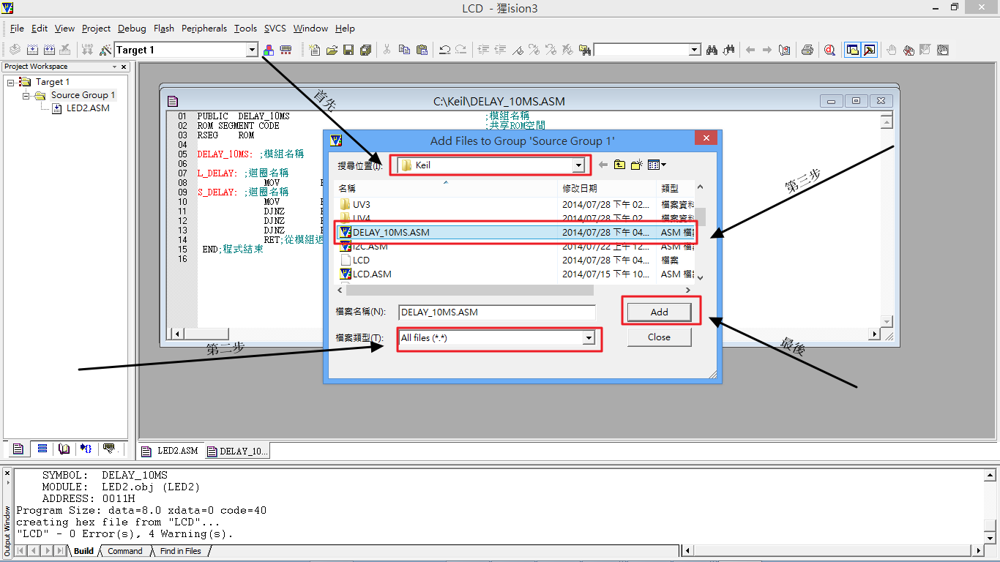 LCD - 猩ision3
File Edit View Project Debug Flash Peripherals Tools SVCS Window Help
LOAD
Target 1
Project Workspace
Target 1
Source Group 1
LED2.ASM
首先
C:\Keil\DELAY_10MS.ASM
01 PUBLIC DELAY_10MS ;模組名稱
02 ROM SEGMENT CODE ;共享ROM空間
03 RSEG ROM
04
05 DELAY_10MS: ;模組名稱
06
07 L_DELAY: ;迴圈名稱
08 MOV
09 S_DELAY: ;迴圈名稱
10 MOV
11 DJNZ
12 DJNZ
13 DJNZ
14 RET;從模組返
15 END;程式結束
16
Add Files to Group 'Source Group 1'
搜尋位置(I):
Keil
名稱 修改日期 類型
UV3 2014/07/28 下午 02... 檔案資料
UV4 2014/07/28 下午 02... 檔案資料
DELAY_10MS.ASM 2014/07/28 下午 04... ASM 檔
I2C.ASM 2014/07/22 上午 12... ASM 檔
LCD 2014/07/28 下午 04... 檔案
LCD.ASM 2014/07/15 下午 10... ASM 檔
檔案名稱(N): DELAY_10MS.ASM Add
檔案類型(T): All files (*.*) Close
第三步
第二步
最後
LED2.ASM DELAY_10...
SYMBOL: DELAY_10MS
MODULE: LED2.obj (LED2)
ADDRESS: 0011H
Program Size: data=8.0 xdata=0 code=40
creating hex file from "LCD"...
"LCD" - 0 Error(s), 4 Warning(s).
Output Window
Build Command Find in Files